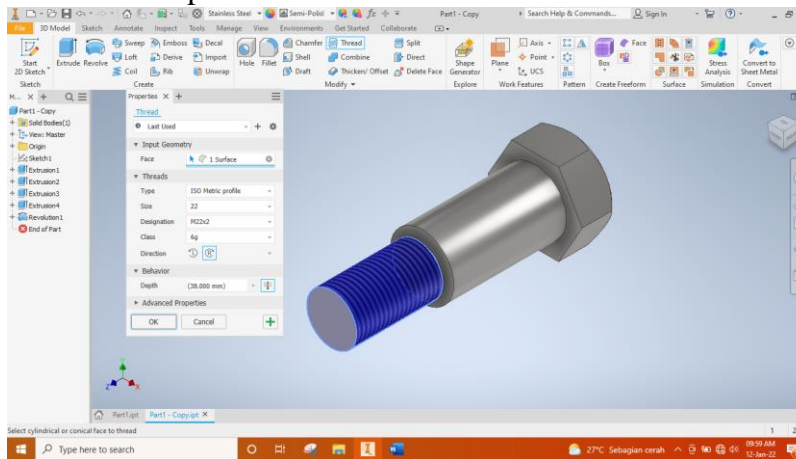 Stainless Steel
Semi-Polis
fx
Part1 - Copy
Search Help & Commands...
Sign In
File 3D Model Sketch Annotate Inspect Tools Manage View Environments Get Started Collaborate
Start 2D Sketch
Extrude Revolve
Sweep Emboss Decal
Loft Derive Import
Coil Rib Unwrap
Hole Fillet
Chamfer Thread Split
Shell Combine Direct
Draft Thicken/ Offset Delete Face
Shape Generator
Plane
Axis
Point
UCS
Box
Face
Stress Analysis
Convert to Sheet Metal
Sketch Create Modify Explore Work Features Pattern Create Freeform Surface Simulation Convert
M... X +
Part1 - Copy
Solid Bodies(1)
View: Master
Origin
Sketch1
Extrusion1
Extrusion2
Extrusion3
Extrusion4
Revolution1
End of Part
Properties X +
Thread
Last Used
Input Geometry
Face 1 Surface
Threads
Type ISO Metric profile
Size 22
Designation M22x2
Class 6g
Direction
Behavior
Depth (38.000 mm)
Advanced Properties
OK Cancel
Part1.ipt Part1 - Copy.ipt X
Select cylindrical or conical face to thread
1
2
Type here to search
27°C Sebagian cerah
09:59 AM
12-Jan-22